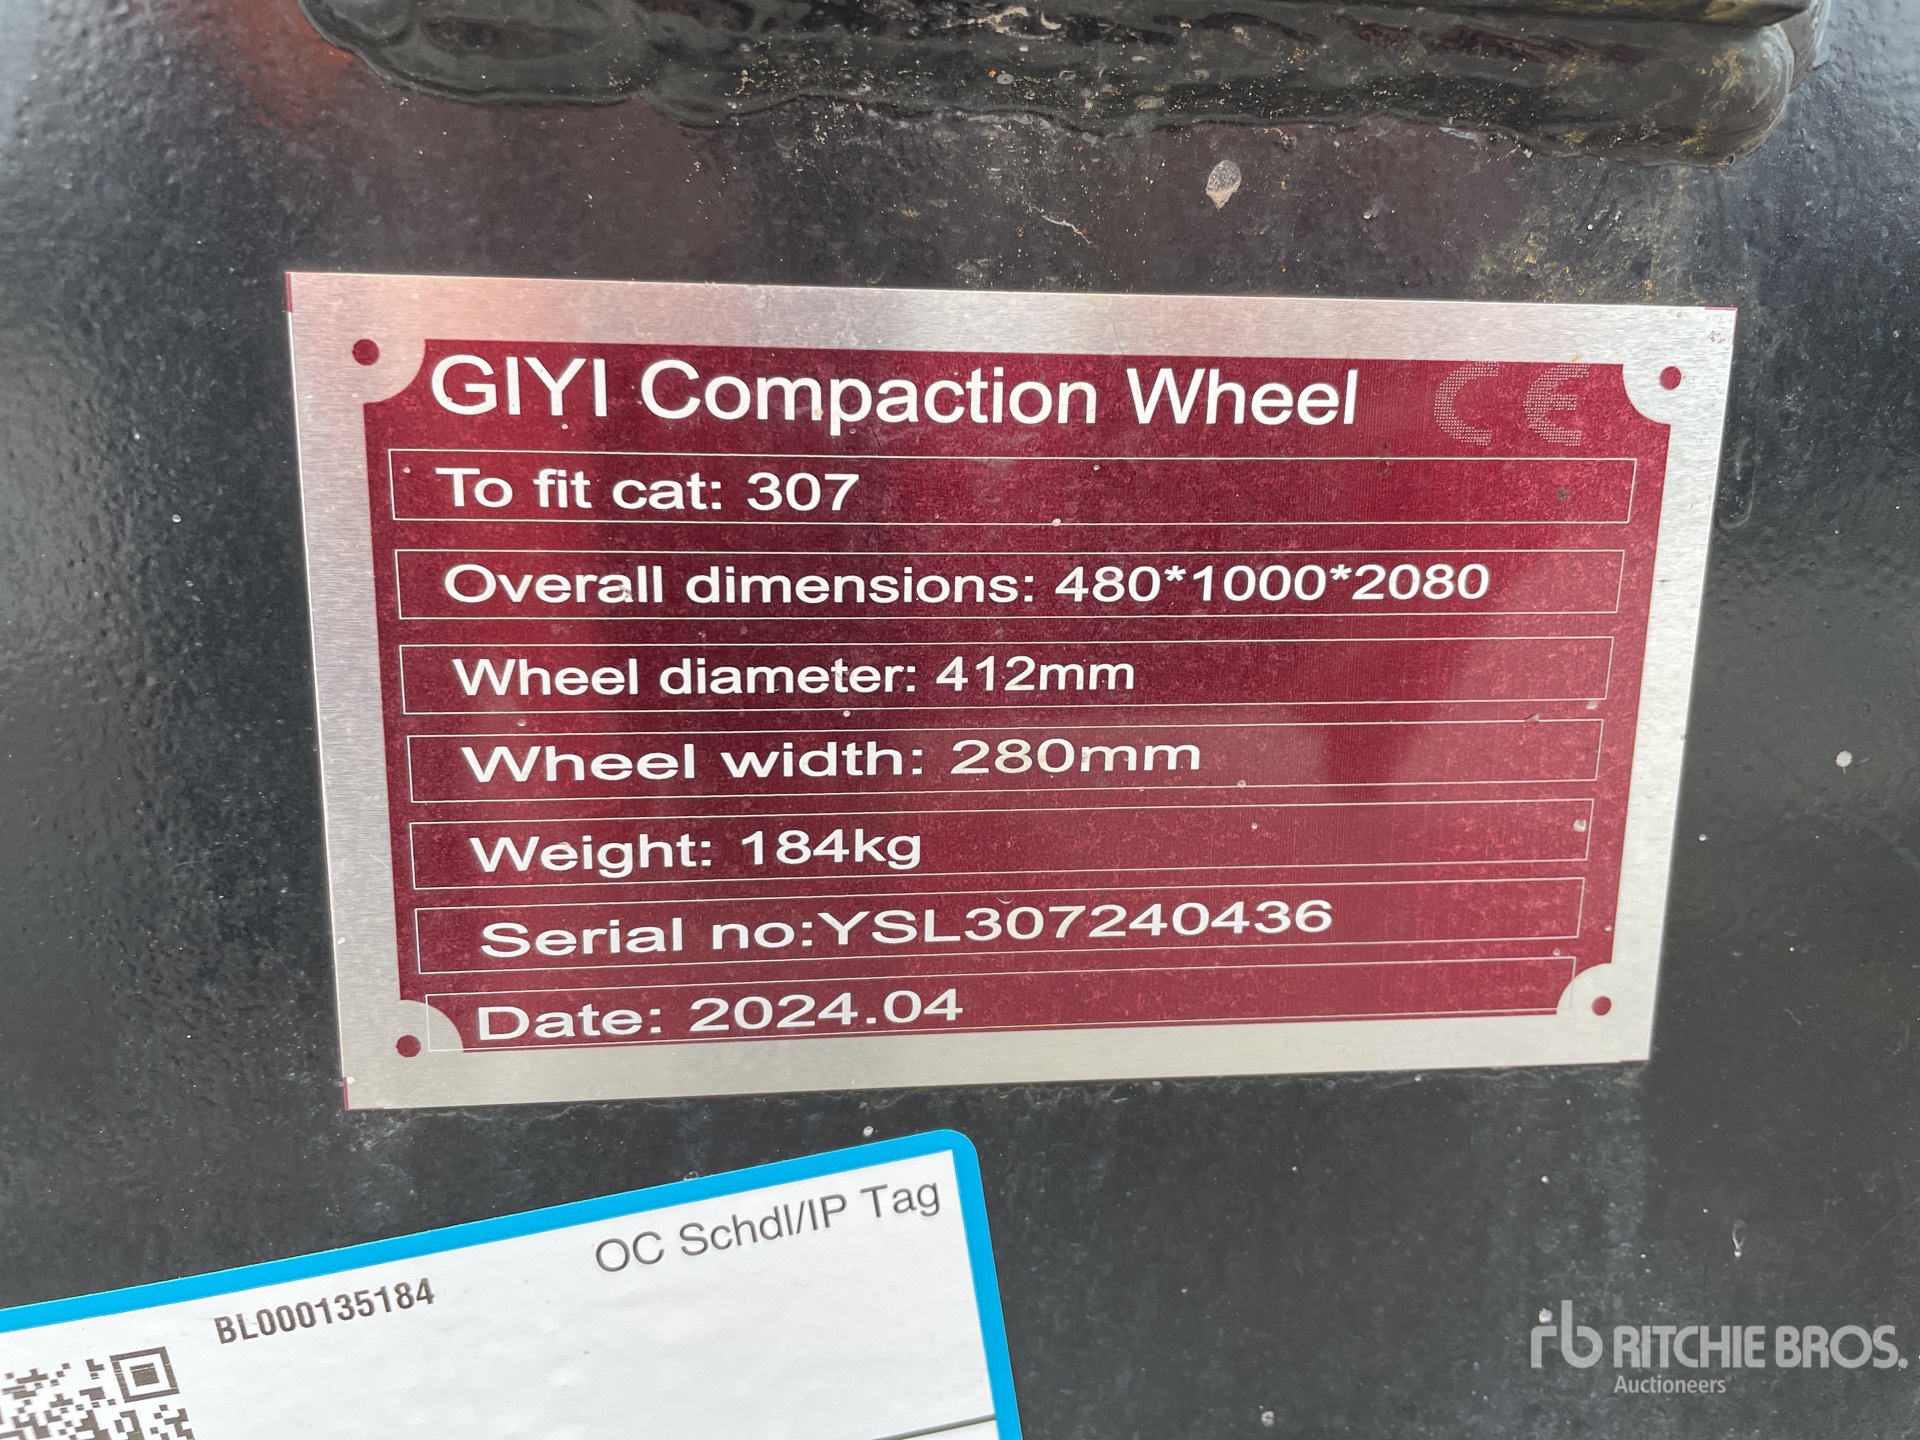 GIYI Compaction Wheel CE
To fit cat: 307
Overall dimensions: 480*1000*2080
Wheel diameter: 412mm
Wheel width: 280mm
Weight: 184kg
Serial no:YSL307240436
Date: 2024.04
OC Schdl/IP Tag
BL000135184
rb RITCHIE BROS.
Auctioneers